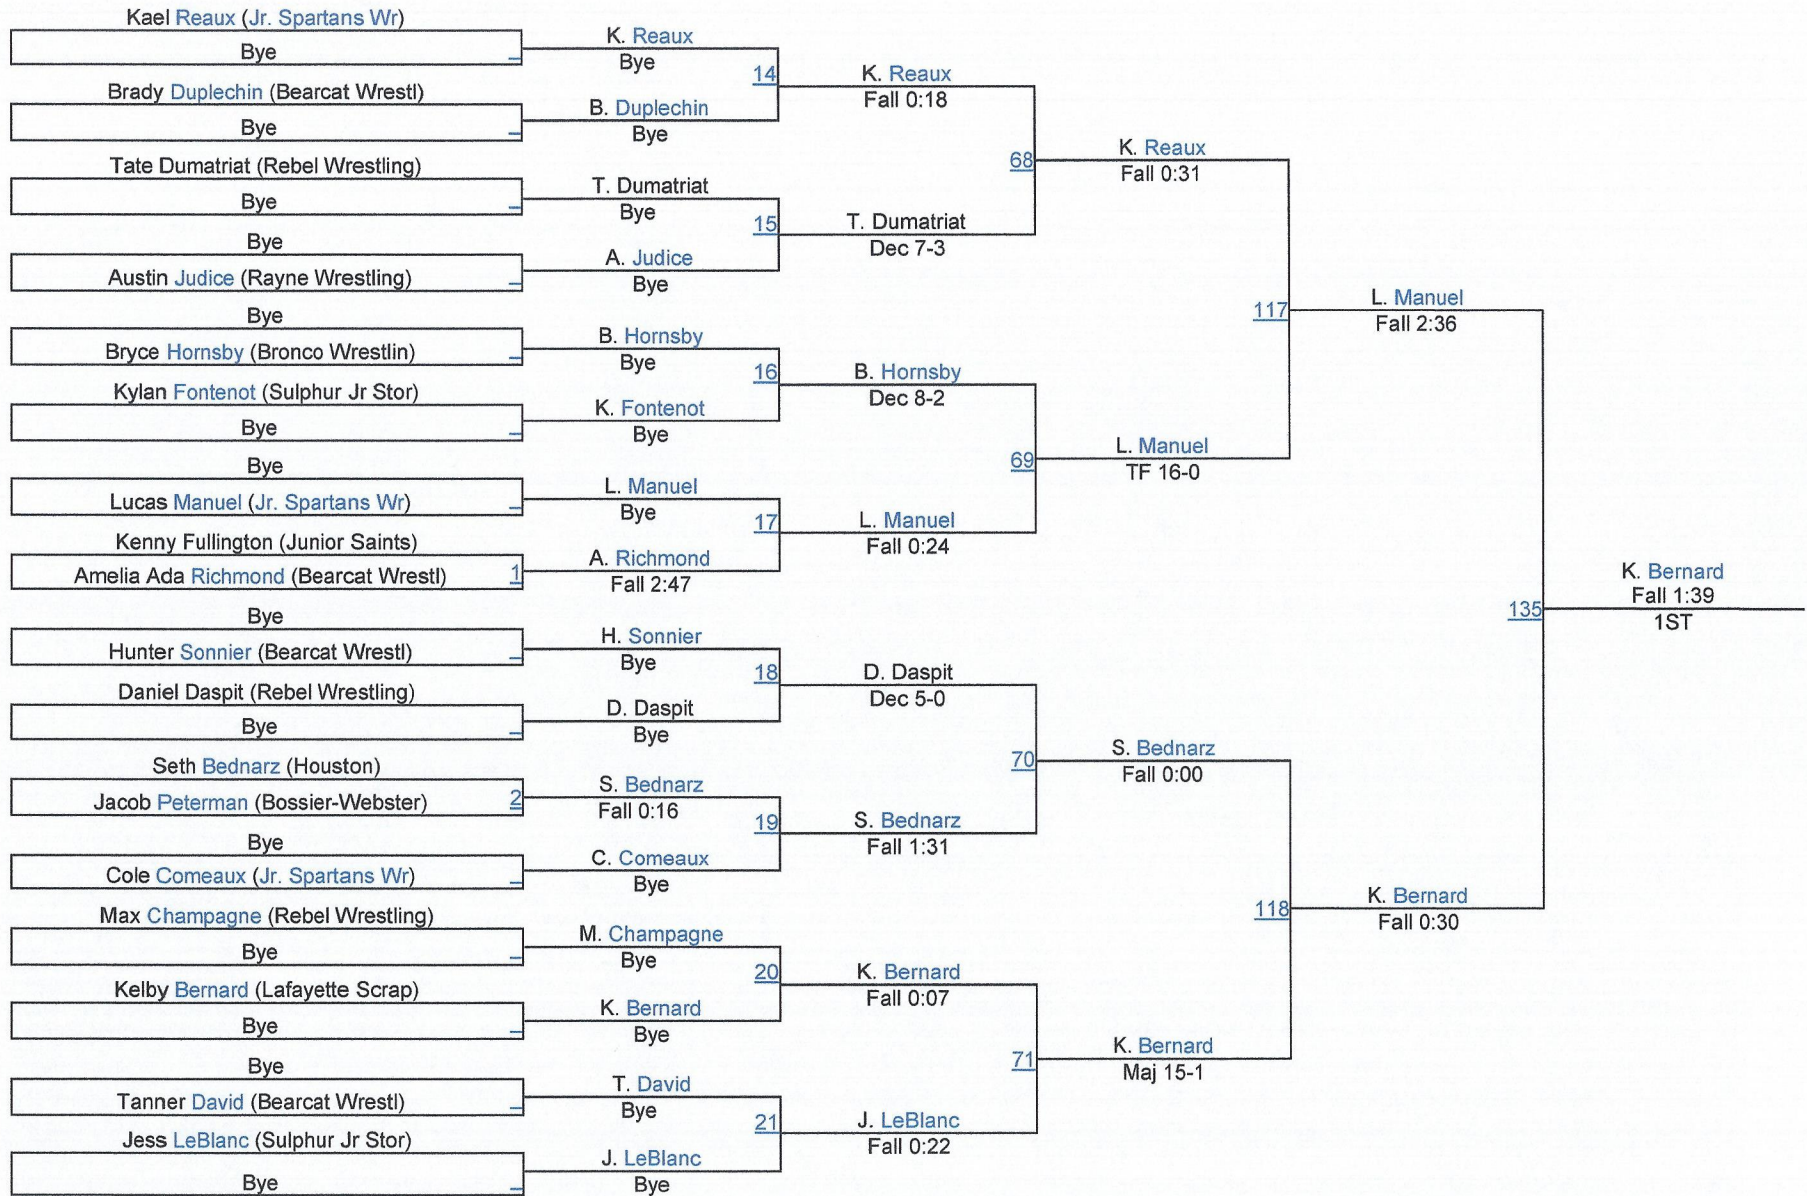 Kael Reaux (Jr. Spartans Wr)
Bye
Brady Duplechin (Bearcat Wrestl)
Bye
Tate Dumatriat (Rebel Wrestling)
Bye
Bye
Austin Judice (Rayne Wrestling)
Bye
Bryce Hornsby (Bronco Wrestlin)
Kylan Fontenot (Sulphur Jr Stor)
Bye
Bye
Lucas Manuel (Jr. Spartans Wr)
Kenny Fullington (Junior Saints)
Amelia Ada Richmond (Bearcat Wrestl) 1
Bye
Hunter Sonnier (Bearcat Wrestl)
Daniel Daspit (Rebel Wrestling)
Bye
Seth Bednarz (Houston)
Jacob Peterman (Bossier-Webster) 2
Bye
Cole Comeaux (Jr. Spartans Wr)
Max Champagne (Rebel Wrestling)
Bye
Kelby Bernard (Lafayette Scrap)
Bye
Bye
Tanner David (Bearcat Wrestl)
Jess LeBlanc (Sulphur Jr Stor)
Bye
K. Reaux
Bye
14
B. Duplechin
Bye
T. Dumatriat
Bye
15
A. Judice
Bye
B. Hornsby
Bye
16
K. Fontenot
Bye
L. Manuel
Bye
17
A. Richmond
Fall 2:47
H. Sonnier
Bye
18
D. Daspit
Bye
S. Bednarz
Fall 0:16
19
C. Comeaux
Bye
M. Champagne
Bye
20
K. Bernard
Bye
T. David
Bye
21
J. LeBlanc
Bye
K. Reaux
Fall 0:18
68
T. Dumatriat
Dec 7-3
B. Hornsby
Dec 8-2
69
L. Manuel
Fall 0:24
D. Daspit
Dec 5-0
70
S. Bednarz
Fall 1:31
K. Bernard
Fall 0:07
71
J. LeBlanc
Fall 0:22
K. Reaux
Fall 0:31
117
L. Manuel
TF 16-0
S. Bednarz
Fall 0:00
118
K. Bernard
Maj 15-1
L. Manuel
Fall 2:36
135
K. Bernard
Fall 0:30
K. Bernard
Fall 1:39
1ST